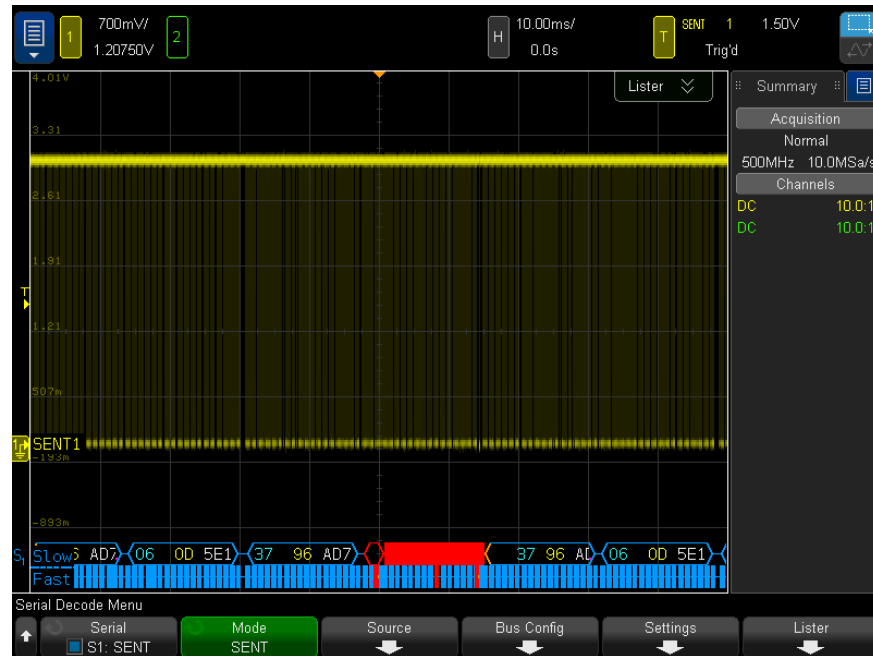 1 700mV/ 1.20750V 2 H 10.00ms/ 0.0s T SENT 1 1.50V Trig'd
4.01V
Lister
3.31
2.61
1.91
T
1.21
507m
1 SENT1
-193m
-893m
S1 Slow 5 AD7 06 0D 5E1 37 96 AD7 37 96 AD 06 0D 5E1
Fast
Summary
Acquisition
Normal
500MHz 10.0MSa/s
Channels
DC 10.0:1
DC 10.0:1
Serial Decode Menu
Serial Mode Source Bus Config Settings Lister
S1: SENT SENT